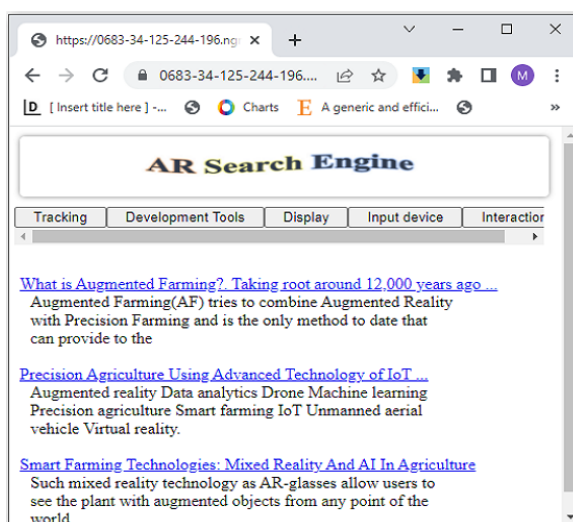 https://0683-34-125-244-196.ng
0683-34-125-244-196....
M
[ Insert title here ] -...
Charts
E A generic and effici...
»
AR Search Engine
Tracking Development Tools Display Input device Interaction
What is Augmented Farming?. Taking root around 12,000 years ago ...
Augmented Farming(AF) tries to combine Augmented Reality
with Precision Farming and is the only method to date that
can provide to the
Precision Agriculture Using Advanced Technology of IoT ...
Augmented reality Data analytics Drone Machine learning
Precision agriculture Smart farming IoT Unmanned aerial
vehicle Virtual reality.
Smart Farming Technologies: Mixed Reality And AI In Agriculture
Such mixed reality technology as AR-glasses allow users to
see the plant with augmented objects from any point of the
world